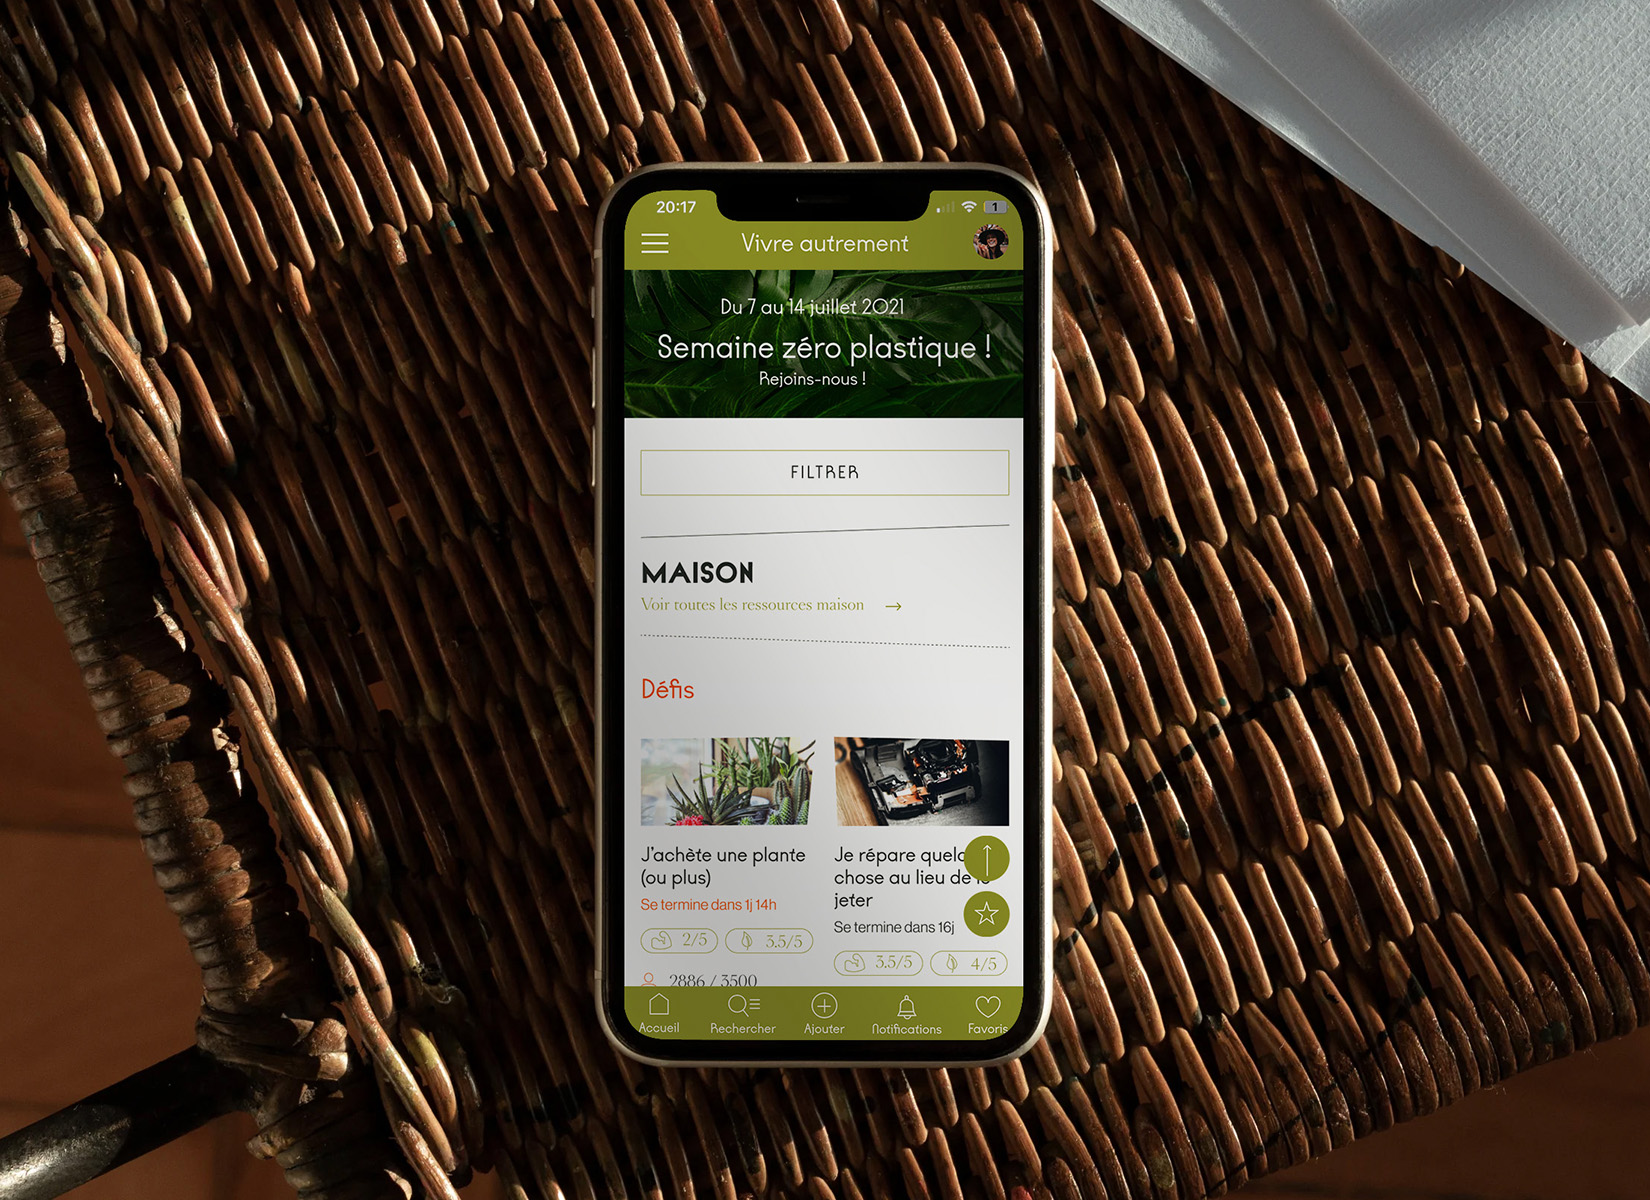 20:17
1
Vivre autrement
Du 7 au 14 juillet 2021
Semaine zéro plastique !
Rejoins-nous !
FILTRER
MAISON
Voir toutes les ressources maison →
Défis
J'achète une plante
(ou plus)
Se termine dans 1j 14h
2/5 3.5/5
2886 / 3500
Je répare quelc
chose au lieu de
jeter
Se termine dans 16j
3.5/5 4/5
Accueil Rechercher Ajouter Notifications Favoris